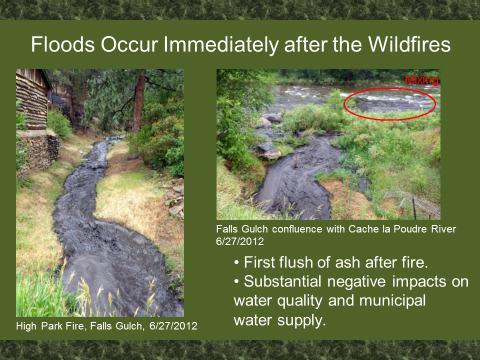 Floods Occur Immediately after the Wildfires
Falls Gulch confluence with Cache la Poudre River
6/27/2012
• First flush of ash after fire.
• Substantial negative impacts on
water quality and municipal
water supply.
High Park Fire, Falls Gulch, 6/27/2012